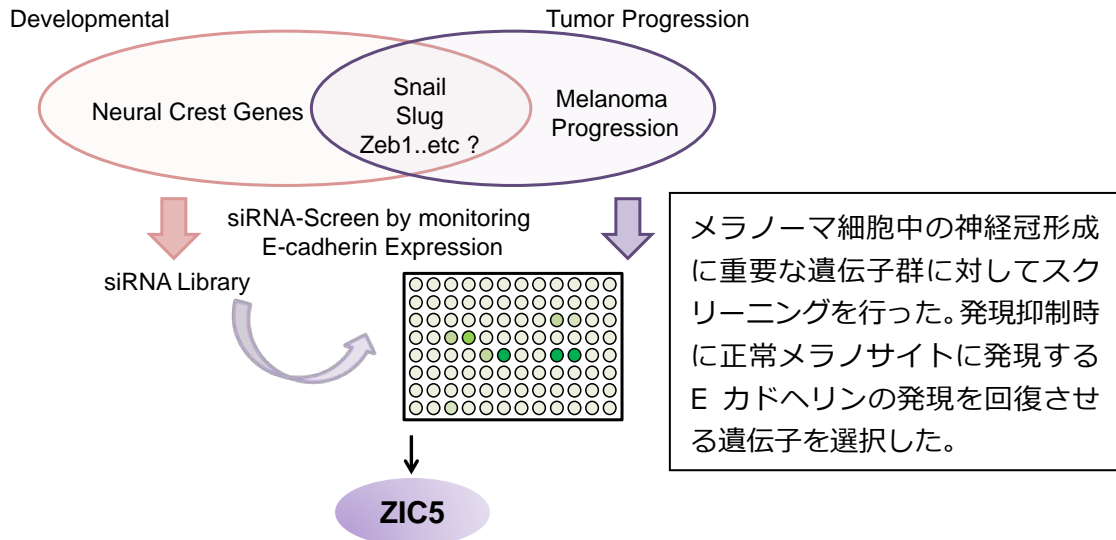 Developmental
Tumor Progression
Neural Crest Genes
Snail
Slug
Zeb1..etc ?
Melanoma
Progression
siRNA-Screen by monitoring
E-cadherin Expression
siRNA Library
メラノーマ細胞中の神経冠形成
に重要な遺伝子群に対してスク
リーニングを行った。発現抑制時
に正常メラノサイトに発現する
E カドヘリンの発現を回復させ
る遺伝子を選択した。
ZIC5